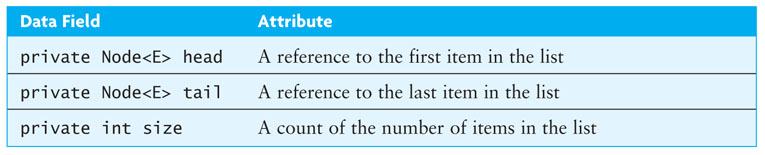 Data Field Attribute
private Node<E> head A reference to the first item in the list
private Node<E> tail A reference to the last item in the list
private int size A count of the number of items in the list